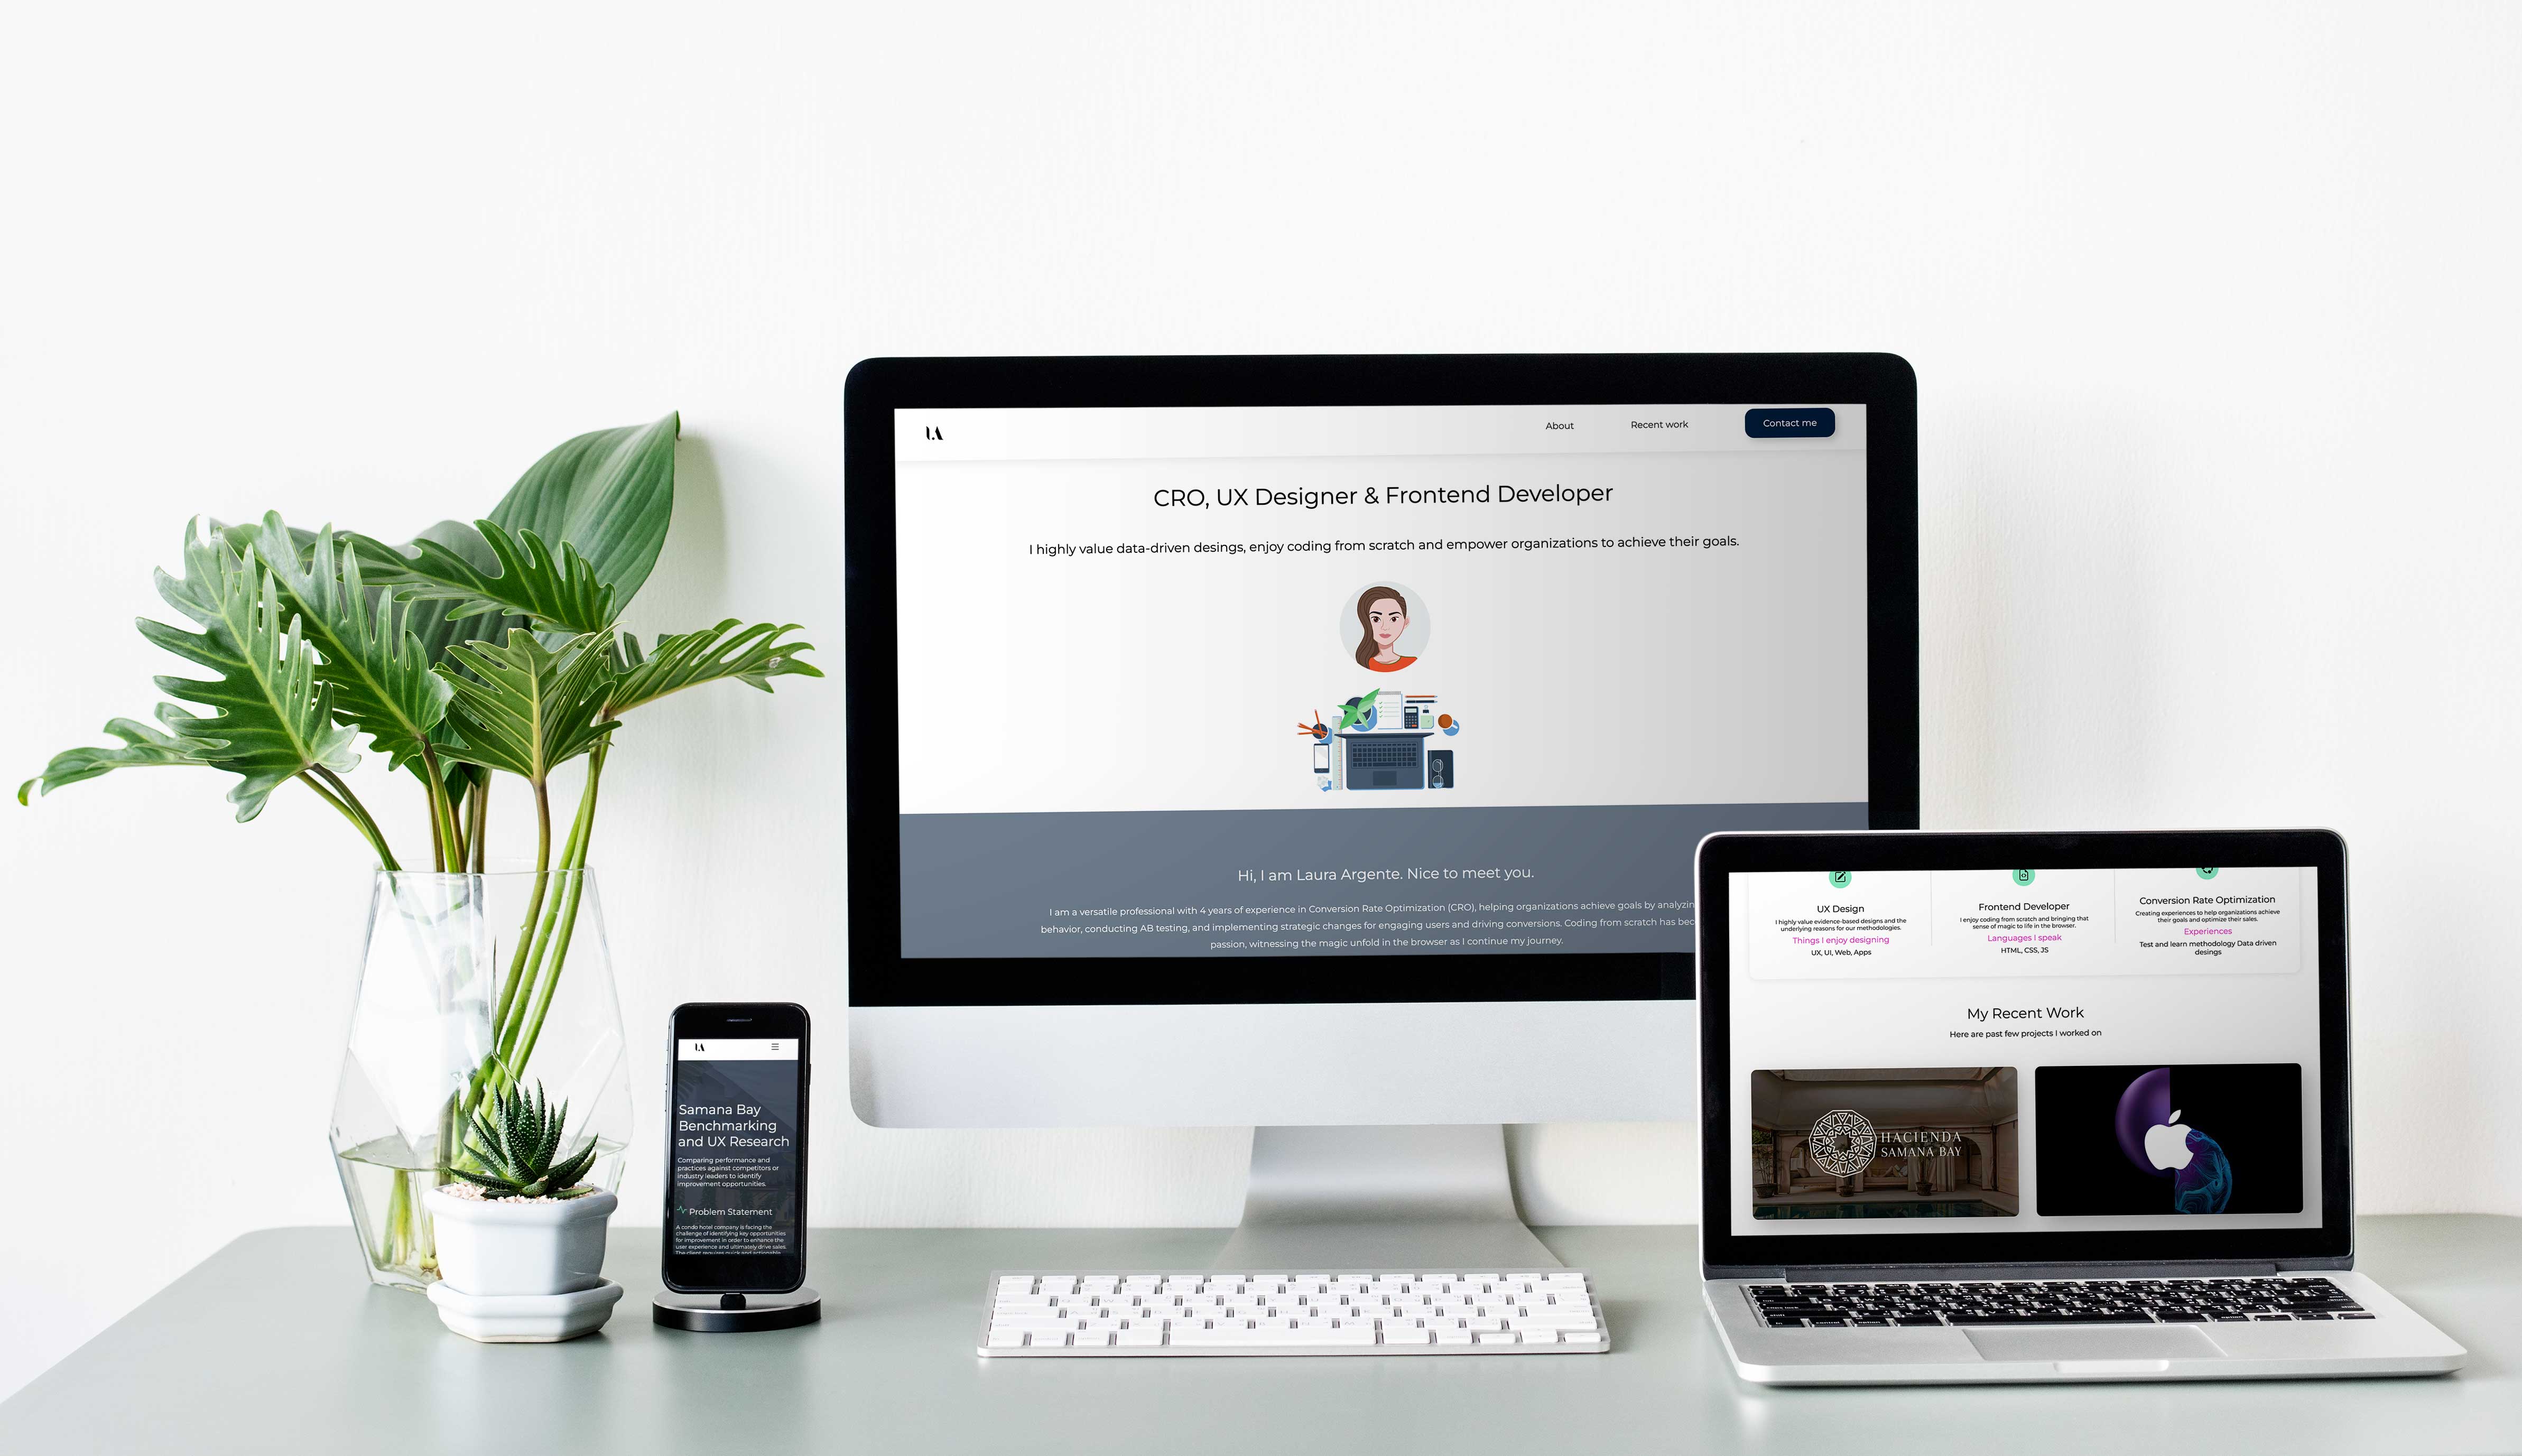 LA
About
Recent work
Contact me
CRO, UX Designer & Frontend Developer
I highly value data-driven desings, enjoy coding from scratch and empower organizations to achieve their goals.
Hi, I am Laura Argente. Nice to meet you.
I am a versatile professional with 4 years of experience in Conversion Rate Optimization (CRO), helping organizations achieve goals by analyzin
behavior, conducting AB testing, and implementing strategic changes for engaging users and driving conversions. Coding from scratch has bec
passion, witnessing the magic unfold in the browser as I continue my journey.
LA
Samana Bay
Benchmarking
and UX Research
Comparing performance and
practices against competitors or
industry leaders to identify
improvement opportunities.
Problem Statement
A condo hotel company is facing the
challenge of identifying key opportunities
for improvement in order to enhance the
user experience and ultimately drive sales.
The client requires quick and actionable
UX Design
I highly value evidence-based designs and the
underlying reasons for our methodologies.
Things I enjoy designing
UX, UI, Web, Apps
Frontend Developer
I enjoy coding from scratch and bringing that
sense of magic to life in the browser.
Languages I speak
HTML, CSS, JS
Conversion Rate Optimization
Creating experiences to help organizations achieve
their goals and optimize their sales.
Experiences
Test and learn methodology Data driven
desings
My Recent Work
Here are past few projects I worked on
HACIENDA
SAMANA BAY